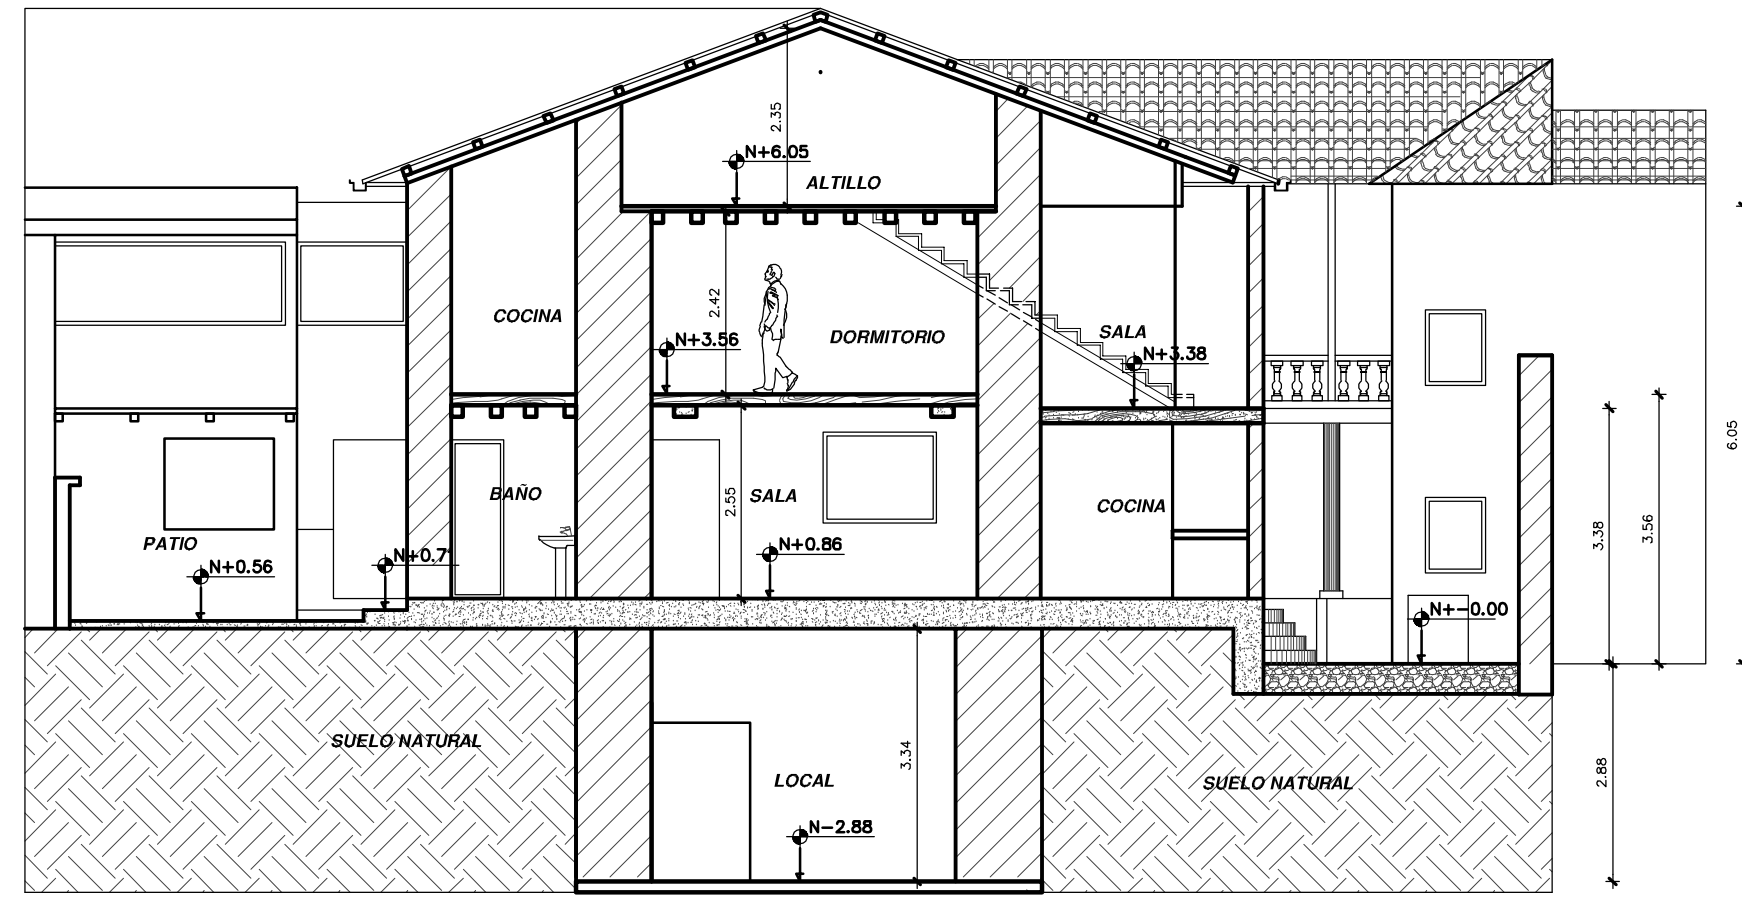 2.35
N+6.05
ALTILLO
COCINA
2.42
N+3.56
DORMITORIO
SALA
N+3.38
6.05
BAÑO
2.55
SALA
COCINA
3.38
3.56
PATIO
N+0.56
N+0.7
N+0.86
N+-0.00
SUELO NATURAL
3.34
LOCAL
N-2.88
SUELO NATURAL
2.88